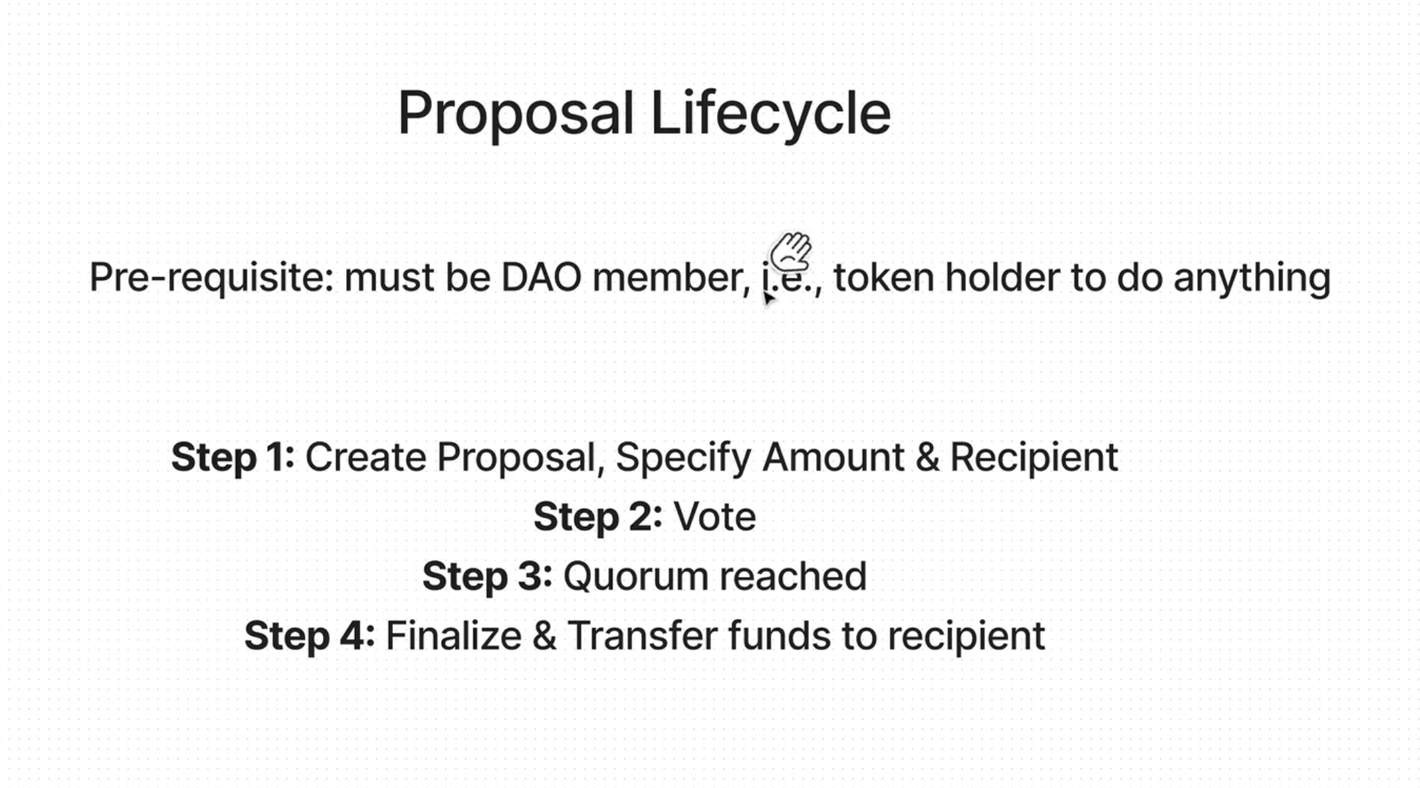 Proposal Lifecycle
Pre-requisite: must be DAO member, i.e., token holder to do anything
Step 1: Create Proposal, Specify Amount & Recipient
Step 2: Vote
Step 3: Quorum reached
Step 4: Finalize & Transfer funds to recipient